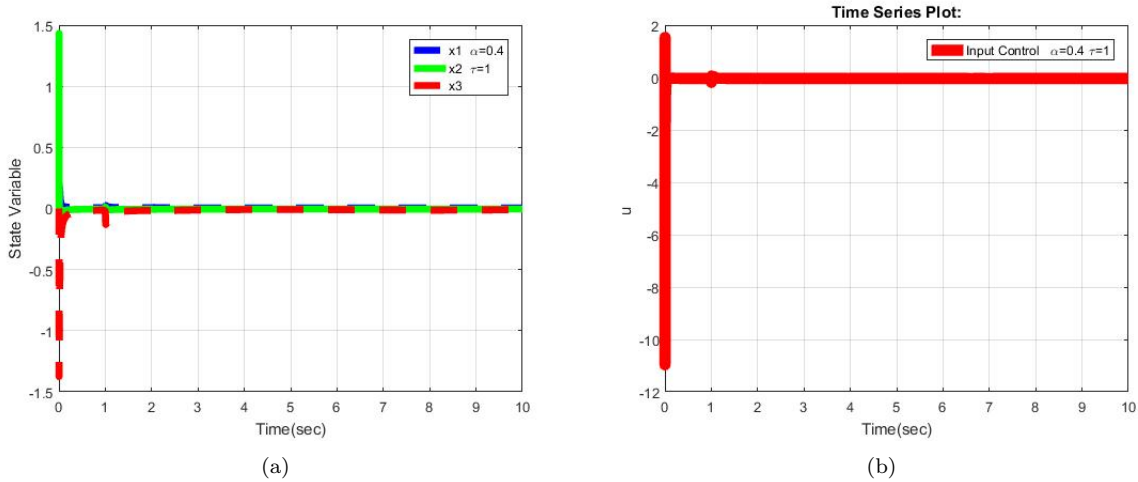 1.5
1
0.5
0
-0.5
-1
-1.5
State Variable
x1 α=0.4
x2 τ=1
x3
0 1 2 3 4 5 6 7 8 9 10
Time(sec)
(a)
Time Series Plot:
2
0
-2
-4
-6
-8
-10
-12
u
Input Control α=0.4 τ=1
0 1 2 3 4 5 6 7 8 9 10
Time(sec)
(b)